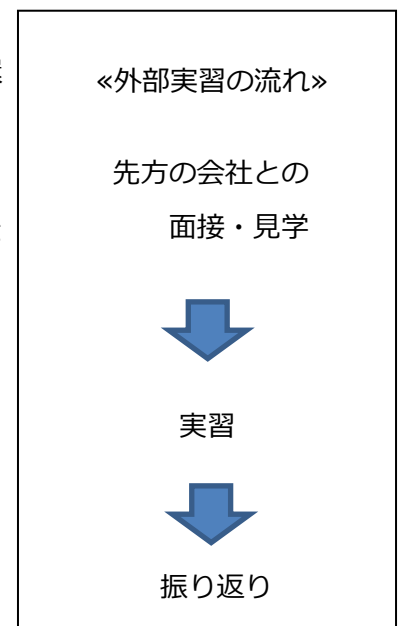 «外部実習の流れ»
先方の会社との
面接・見学
実習
振り返り